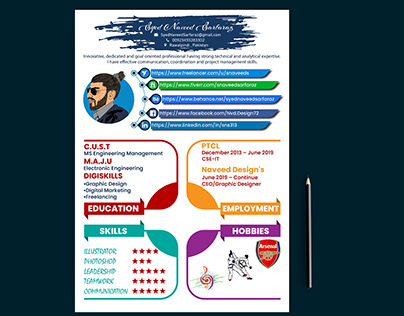 Syed Naveed Sarfaraz
SyedNaveedSarfaraz@gmail.com
00923455283302
Rawalpindi, Pakistan
Innovative, dedicated and goal oriented professional having strong technical and analytical expertise.
I have effective communication, coordination and project management skills.
https://www.freelancer.com/u/snaveeds
https://www.fiverr.com/snaveedsarfaraz
https://www.behance.net/syednaveedsarfaraz
https://www.facebook.com/Nvd.Design72
https://www.linkedin.com/in/sns313
C.U.S.T
MS Engineering Management
M.A.J.U
Electronic Engineering
DIGISKILLS
•Graphic Design
•Digital Marketing
•Freelancing
EDUCATION
PTCL
December 2013 – June 2019
CSE-IT
Naveed Design's
June 2019 – Continue
CEO/Graphic Designer
EMPLOYMENT
SKILLS
ILLUSTRATOR
PHOTOSHOP
LEADERSHIP
TEAMWORK
COMMUNICATION
HOBBIES
Arsenal